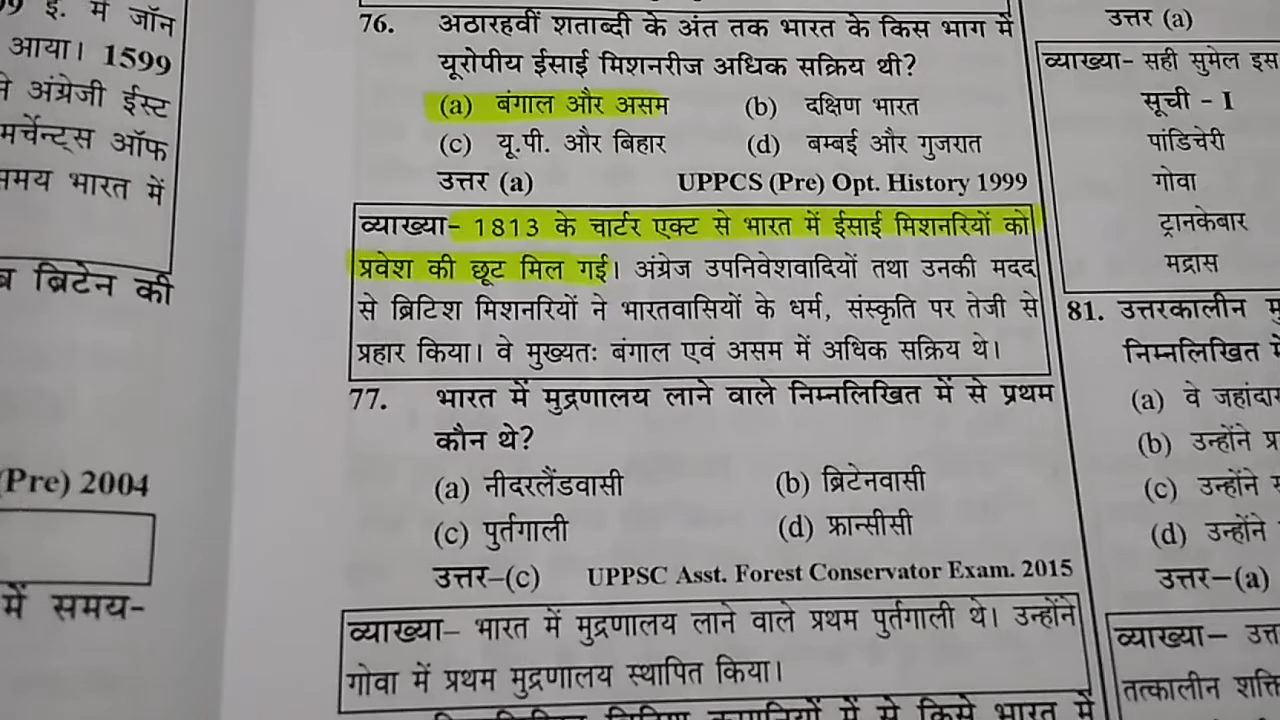 ई. में जॉन
आया। 1599
अंग्रेजी ईस्ट
मर्चेन्ट्स ऑफ
समय भारत में
ब्रिटेन की
(Pre) 2004
में समय-
76. अठारहवीं शताब्दी के अंत तक भारत के किस भाग में
यूरोपीय ईसाई मिशनरीज अधिक सक्रिय थी?
(a) बंगाल और असम (b) दक्षिण भारत
(c) यू.पी. और बिहार (d) बम्बई और गुजरात
उत्तर (a) UPPCS (Pre) Opt. History 1999
व्याख्या- 1813 के चार्टर एक्ट से भारत में ईसाई मिशनरियों को
प्रवेश की छूट मिल गई। अंग्रेज उपनिवेशवादियों तथा उनकी मदद
से ब्रिटिश मिशनरियों ने भारतवासियों के धर्म, संस्कृति पर तेजी से
प्रहार किया। वे मुख्यतः बंगाल एवं असम में अधिक सक्रिय थे।
77. भारत में मुद्रणालय लाने वाले निम्नलिखित में से प्रथम
कौन थे?
(a) नीदरलैंडवासी (b) ब्रिटेनवासी
(c) पुर्तगाली (d) फ्रान्सीसी
उत्तर–(c) UPPSC Asst. Forest Conservator Exam. 2015
व्याख्या– भारत में मुद्रणालय लाने वाले प्रथम पुर्तगाली थे। उन्होंने
गोवा में प्रथम मुद्रणालय स्थापित किया।
में से किसे भारत में
उत्तर (a)
व्याख्या- सही सुमेल इस
सूची - I
पांडिचेरी
गोवा
ट्रानकेबार
मद्रास
81. उत्तरकालीन
निम्नलिखित
(a) वे
(b) उन्होंने
(c) उन्होंने
(d) उन्होंने
उत्तर–(a)
व्याख्या–
तत्कालीन